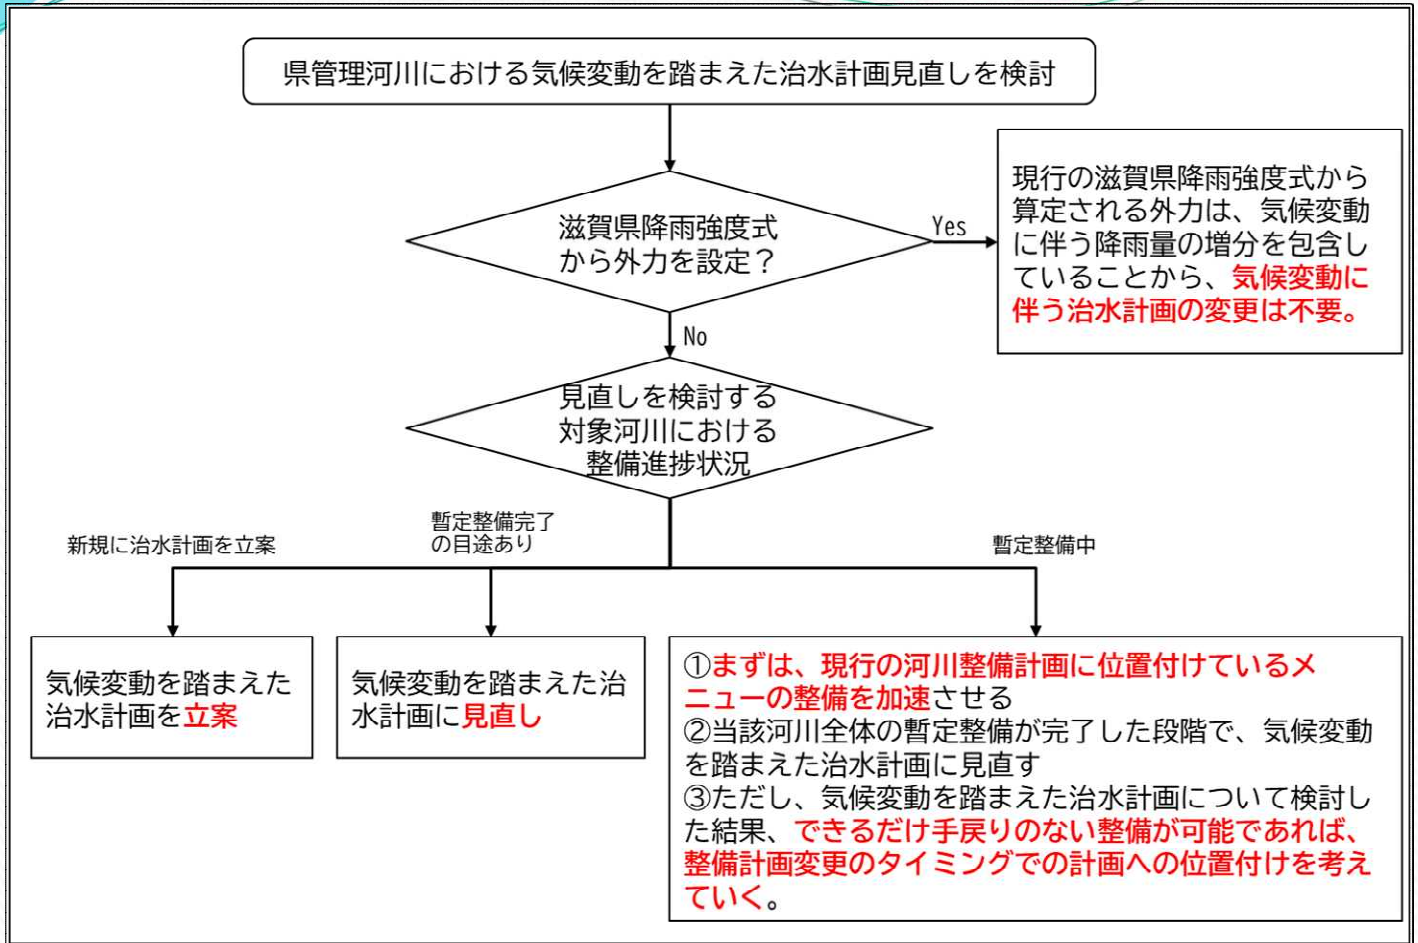 県管理河川における気候変動を踏まえた治水計画見直しを検討
滋賀県降雨強度式
から外力を設定？
Yes
現行の滋賀県降雨強度式から
算定される外力は、気候変動
に伴う降雨量の増分を包含し
ていることから、気候変動に
伴う治水計画の変更は不要。
No
見直しを検討する
対象河川における
整備進捗状況
新規に治水計画を立案
暫定整備完了
の目途あり
暫定整備中
気候変動を踏まえた
治水計画を立案
気候変動を踏まえた治
水計画に見直し
①まずは、現行の河川整備計画に位置付けているメ
ニューの整備を加速させる
②当該河川全体の暫定整備が完了した段階で、気候変動
を踏まえた治水計画に見直す
③ただし、気候変動を踏まえた治水計画について検討し
た結果、できるだけ手戻りのない整備が可能であれば、
整備計画変更のタイミングでの計画への位置付けを考え
ていく。